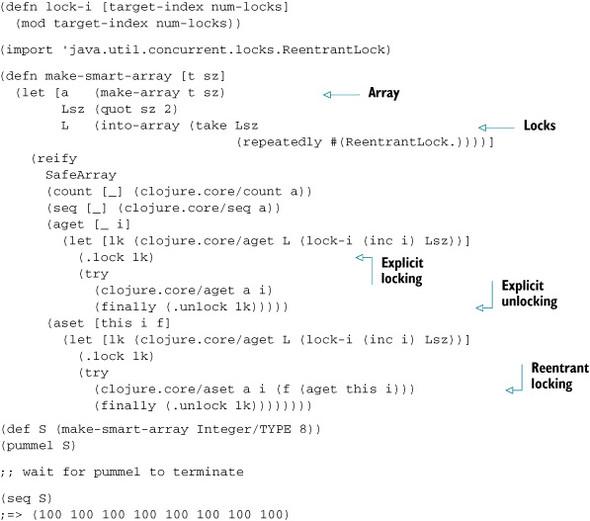 (defn lock-i [target-index num-locks]
  (mod target-index num-locks))
(import 'java.util.concurrent.locks.ReentrantLock)
(defn make-smart-array [t sz]
  (let [a   (make-array t sz)
Array
        Lsz (quot sz 2)
        L   (into-array (take Lsz
Locks
                              (repeatedly #(ReentrantLock.))))]
    (reify
      SafeArray
      (count [_] (clojure.core/count a))
      (seq [_] (clojure.core/seq a))
      (aget [_ i]
        (let [lk (clojure.core/aget L (lock-i (inc i) Lsz))]
          (.lock lk)
Explicit
locking
          (try
            (clojure.core/aget a i)
            (finally (.unlock lk)))))
Explicit
unlocking
      (aset [this i f]
        (let [lk (clojure.core/aget L (lock-i (inc i) Lsz))]
          (.lock lk)
          (try
            (clojure.core/aset a i (f (aget this i)))
Reentrant
locking
            (finally (.unlock lk))))))))
(def S (make-smart-array Integer/TYPE 8))
(pummel S)
;; wait for pummel to terminate
(seq S)
;=> (100 100 100 100 100 100 100 100)